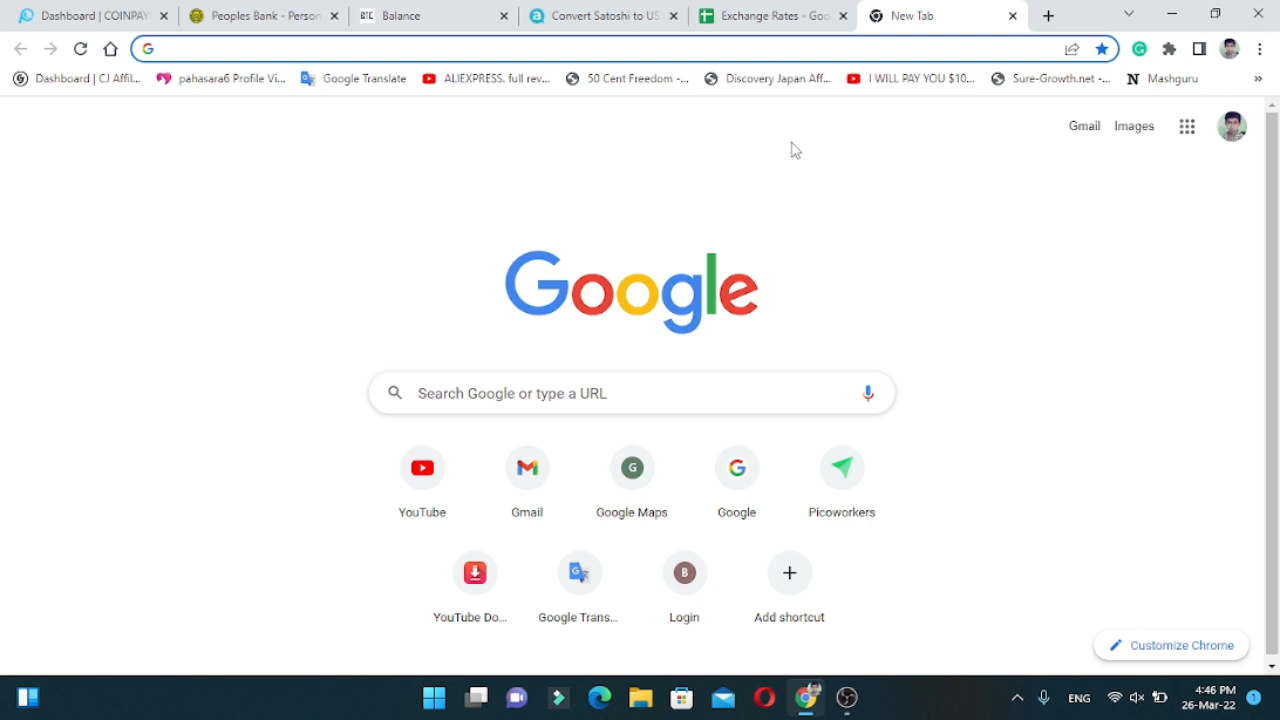 Dashboard | COINPAY
Peoples Bank - Person
BTC Balance
Convert Satoshi to US
Exchange Rates - Goo
New Tab
Dashboard | CJ Affil...
pahasara6 Profile Vi...
Google Translate
ALIEXPRESS. full rev...
50 Cent Freedom -...
Discovery Japan Aff...
I WILL PAY YOU $10...
Sure-Growth.net -...
N Mashguru
»
Gmail
Images
Google
Search Google or type a URL
YouTube
Gmail
G
Google Maps
Google
Picoworkers
YouTube Do...
Google Trans...
B
Login
Add shortcut
Customize Chrome
ENG
4:46 PM
26-Mar-22
1